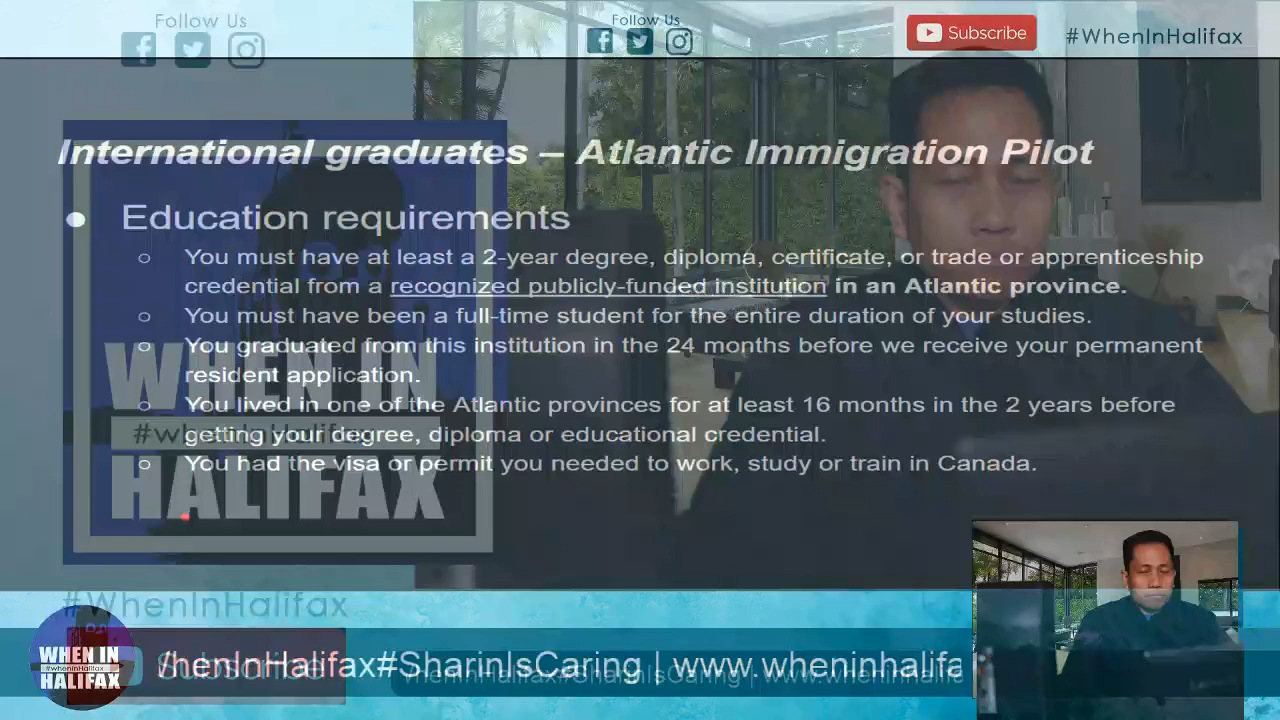 Follow Us
Follow Us
Subscribe
#WhenInHalifax
International graduates – Atlantic Immigration Pilot
Education requirements
You must have at least a 2-year degree, diploma, certificate, or trade or apprenticeship
credential from a recognized publicly-funded institution in an Atlantic province.
You must have been a full-time student for the entire duration of your studies.
You graduated from this institution in the 24 months before we receive your permanent
resident application.
You lived in one of the Atlantic provinces for at least 16 months in the 2 years before
getting your degree, diploma or educational credential.
You had the visa or permit you needed to work, study or train in Canada.
WHEN IN
#whenInHalifax
HALIFAX
#WhenInHalifax
WHEN IN
#whenInHalifax
HALIFAX
Subscribe
henInHalifax#SharinIsCaring | www.wheninhalifa
henInHalifax#SharinIsCaring | www.wheninhalifa